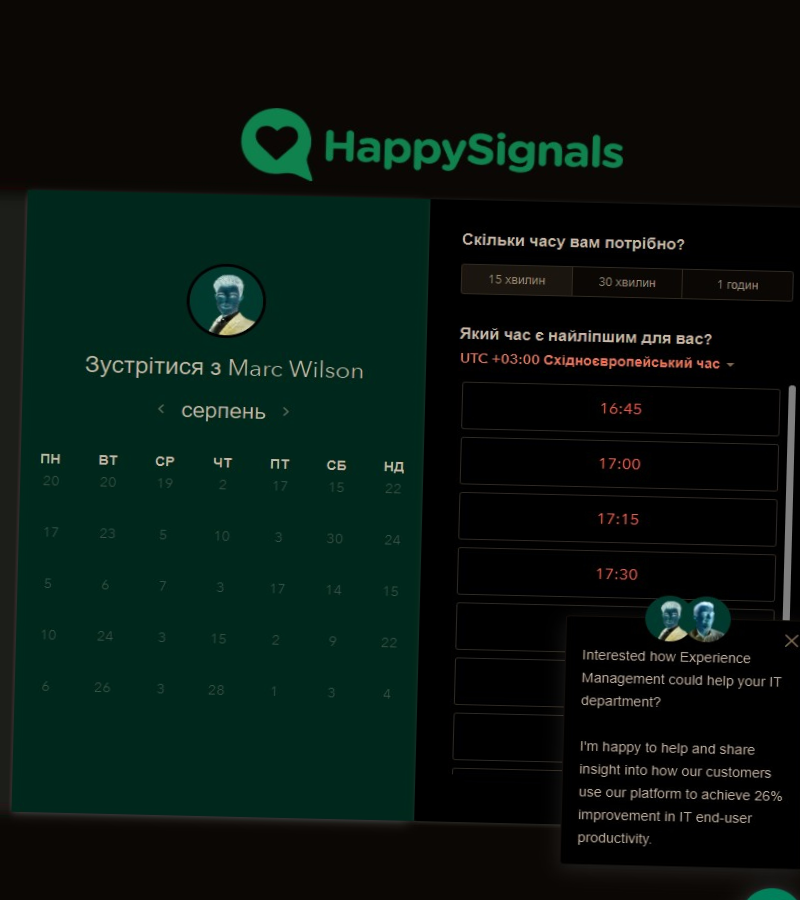 HappySignals
Зустрітися з Marc Wilson
серпень
ПН ВТ СР ЧТ ПТ СБ НД
20 20 19 2 17 15 22
17 23 5 10 3 30 24
5 6 7 3 17 14 15
10 24 3 15 2 9 22
6 26 3 28 1 3 4
Скільки часу вам потрібно?
15 хвилин 30 хвилин 1 годин
Який час є найліпшим для вас?
UTC +03:00 Східноєвропейський час
16:45
17:00
17:15
17:30
Interested how Experience
Management could help your IT
department?
I'm happy to help and share
insight into how our customers
use our platform to achieve 26%
improvement in IT end-user
productivity.